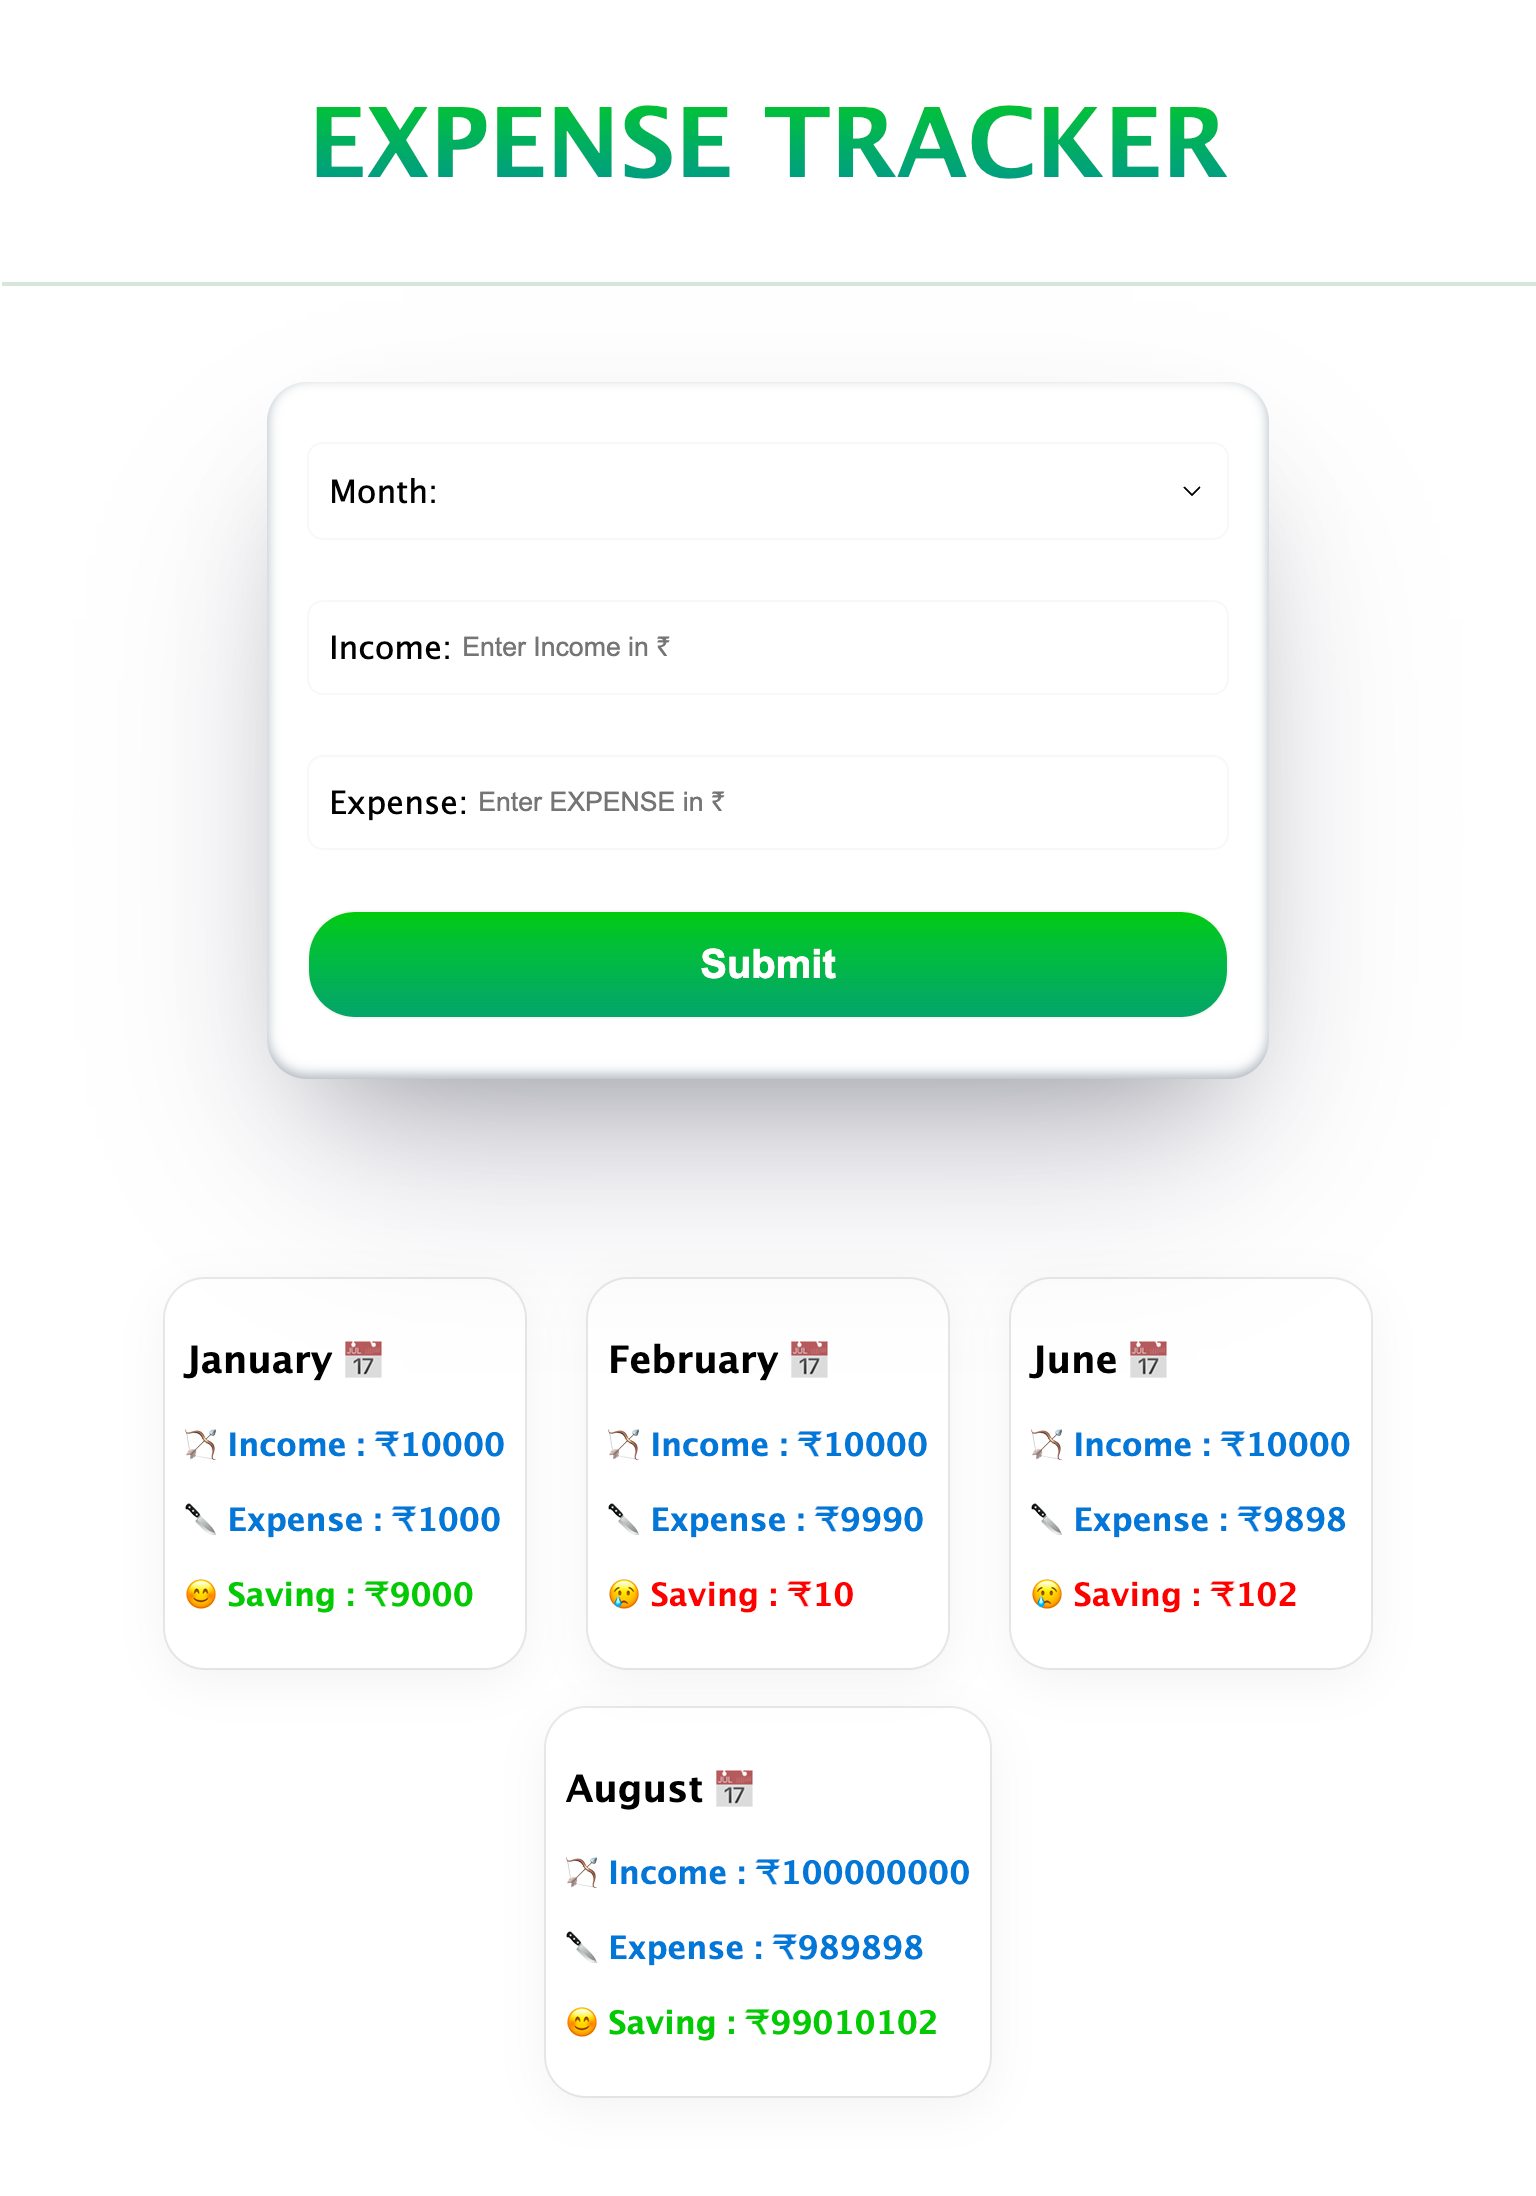 EXPENSE TRACKER
Month:
Income: Enter Income in ₹
Expense: Enter EXPENSE in ₹
Submit
January 📅
🏹 Income : ₹10000
🔪 Expense : ₹1000
😊 Saving : ₹9000
February 📅
🏹 Income : ₹10000
🔪 Expense : ₹9990
😢 Saving : ₹10
June 📅
🏹 Income : ₹10000
🔪 Expense : ₹9898
😢 Saving : ₹102
August 📅
🏹 Income : ₹100000000
🔪 Expense : ₹989898
😊 Saving : ₹99010102